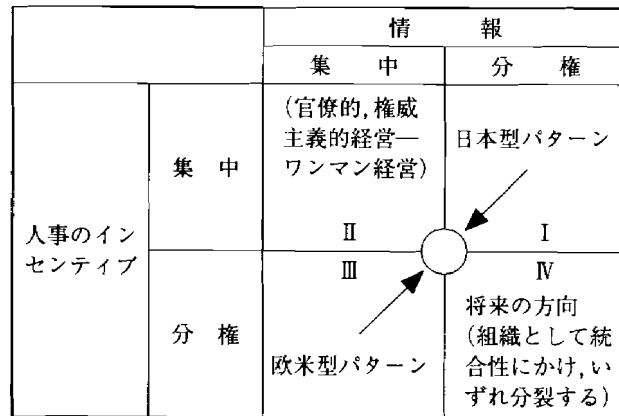 情 報
集 中
分 権
人事のイン
センティブ
集 中
(官僚的,権威
主義的経営―
ワンマン経営)
Ⅱ
日本型パターン
Ⅰ
分 権
Ⅲ
欧米型パターン
Ⅳ
将来の方向
(組織として統
合性にかけ,い
ずれ分裂する)